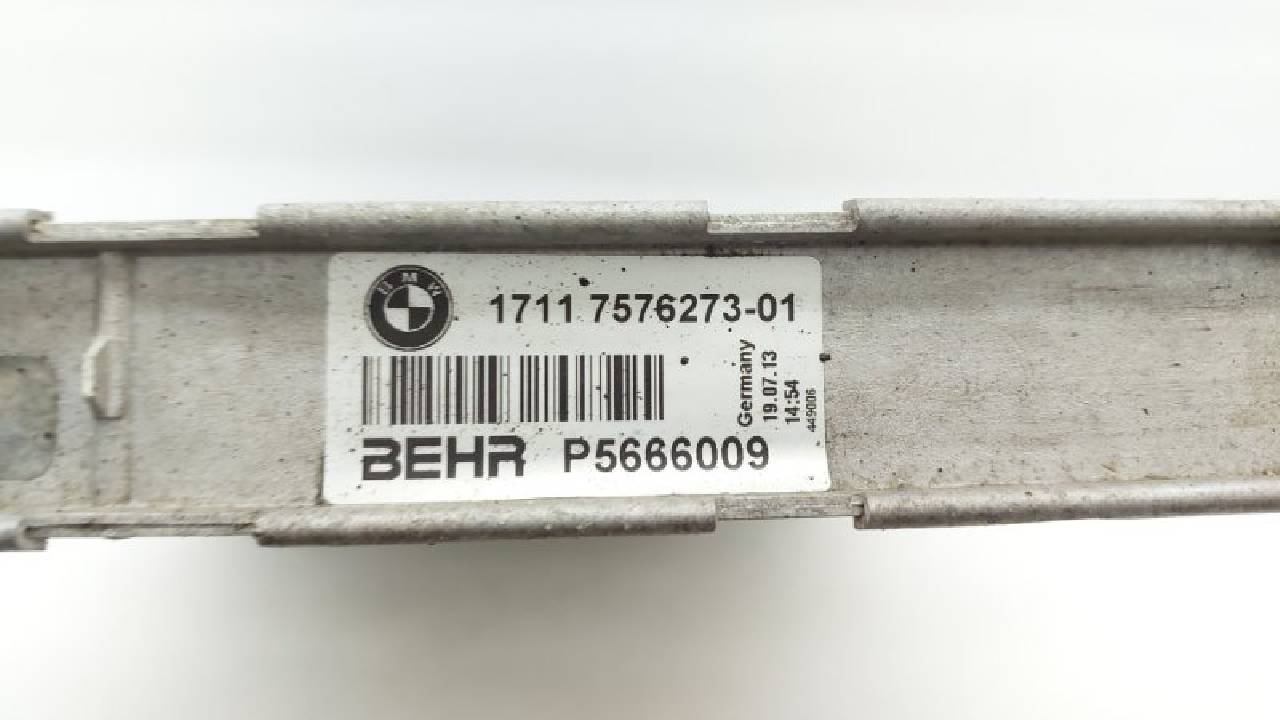 BMW
1711 7576273-01
Germany
19.07.13
14:54
449006
BEHR P5666009